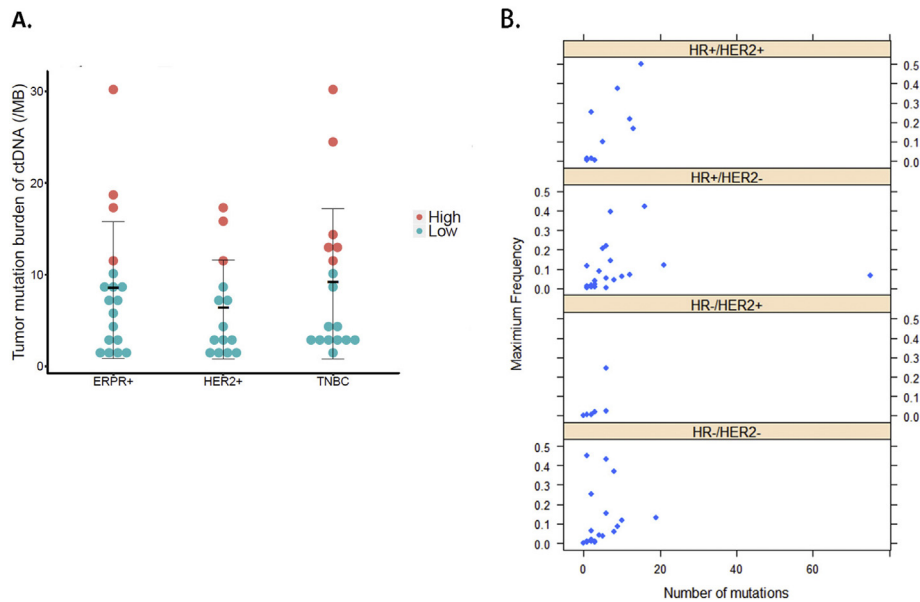 A.
B.
Tumor mutation burden of ctDNA (/MB)
30
20
10
0
ERPR+ HER2+ TNBC
High
Low
HR+/HER2+
0.5
0.4
0.3
0.2
0.1
0.0
HR+/HER2-
0.5
0.4
0.3
0.2
0.1
0.0
HR-/HER2+
0.5
0.4
0.3
0.2
0.1
0.0
HR-/HER2-
0.5
0.4
0.3
0.2
0.1
0.0
Maximium Frequency
0 20 40 60
Number of mutations